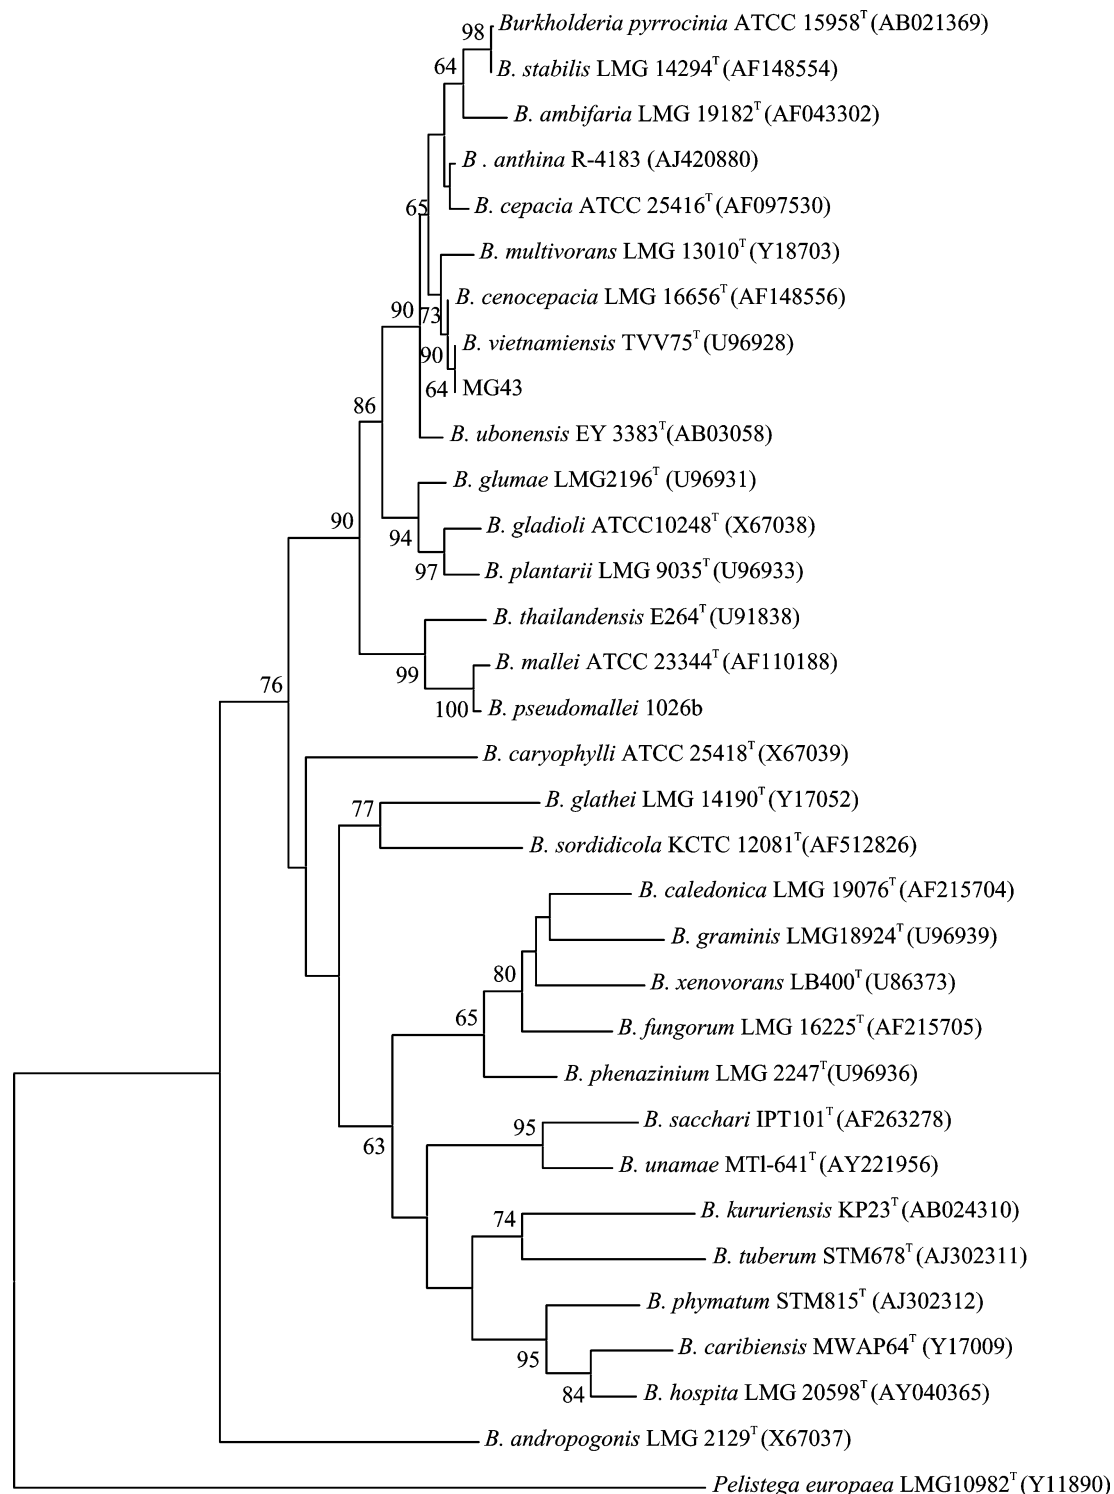 98 Burkholderia pyrrocinia ATCC 15958T (AB021369)
64 B. stabilis LMG 14294T (AF148554)
B. ambifaria LMG 19182T (AF043302)
B . anthina R-4183 (AJ420880)
65 B. cepacia ATCC 25416T (AF097530)
B. multivorans LMG 13010T (Y18703)
90 73 B. cenocepacia LMG 16656T (AF148556)
90 B. vietnamiensis TVV75T (U96928)
64 MG43
86
B. ubonensis EY 3383T (AB03058)
B. glumae LMG2196T (U96931)
90 94 B. gladioli ATCC10248T (X67038)
97 B. plantarii LMG 9035T (U96933)
B. thailandensis E264T (U91838)
99 B. mallei ATCC 23344T (AF110188)
76 100 B. pseudomallei 1026b
B. caryophylli ATCC 25418T (X67039)
77 B. glathei LMG 14190T (Y17052)
B. sordidicola KCTC 12081T (AF512826)
B. caledonica LMG 19076T (AF215704)
B. graminis LMG18924T (U96939)
80 B. xenovorans LB400T (U86373)
65 B. fungorum LMG 16225T (AF215705)
B. phenazinium LMG 2247T (U96936)
95 B. sacchari IPT101T (AF263278)
63 B. unamae MTl-641T (AY221956)
74 B. kururiensis KP23T (AB024310)
B. tuberum STM678T (AJ302311)
B. phymatum STM815T (AJ302312)
95 B. caribiensis MWAP64T (Y17009)
84 B. hospita LMG 20598T (AY040365)
B. andropogonis LMG 2129T (X67037)
Pelistega europaea LMG10982T (Y11890)